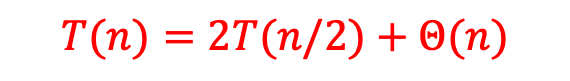 T(n) = 2T(n/2) + Θ(n)